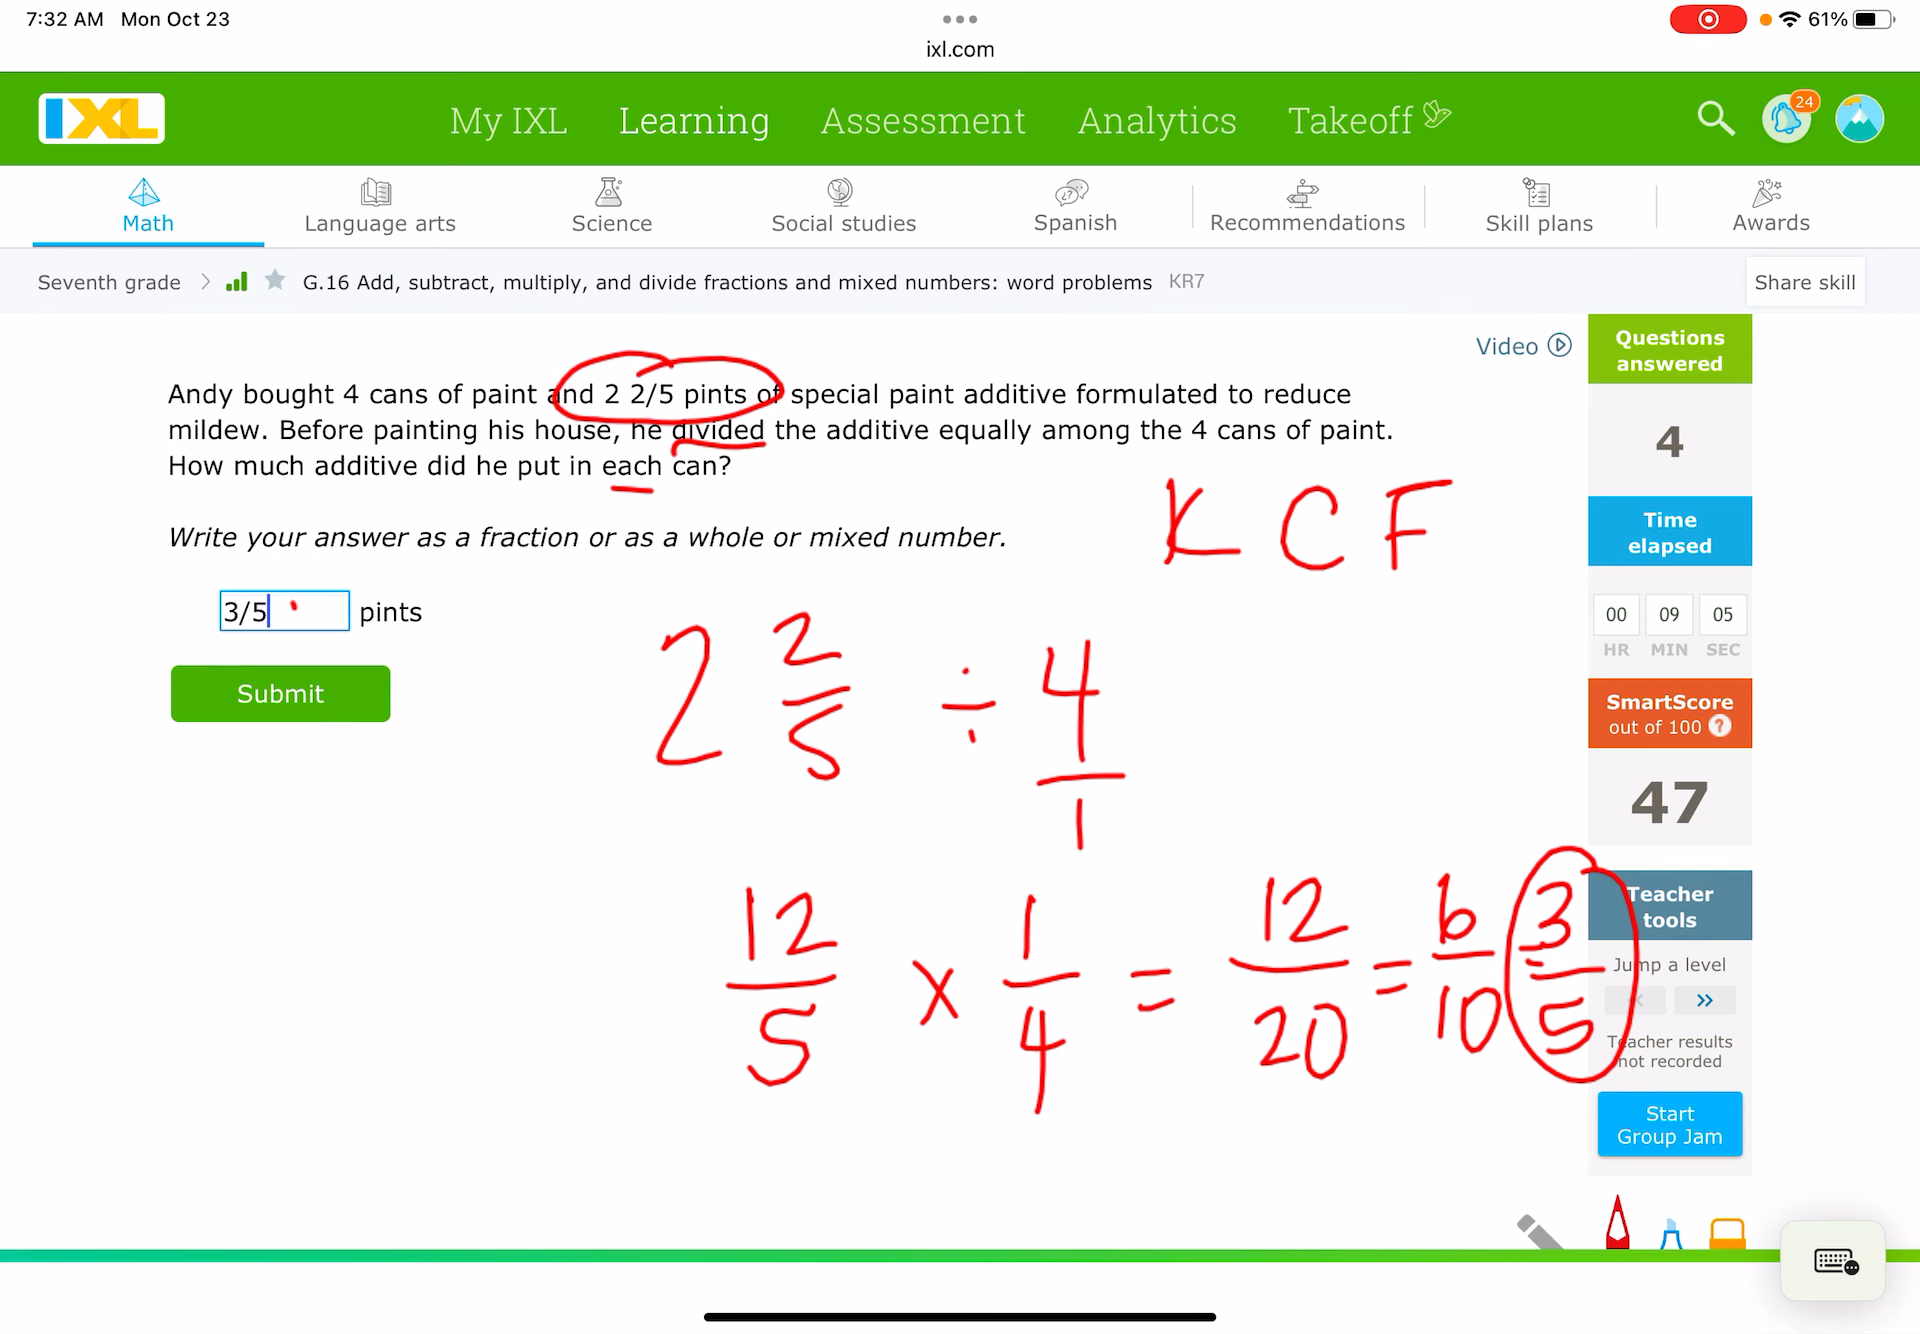 7:32 AM Mon Oct 23
61%
ixl.com
IXL
My IXL Learning Assessment Analytics Takeoff
24
Math Language arts Science Social studies Spanish Recommendations Skill plans Awards
Seventh grade > G.16 Add, subtract, multiply, and divide fractions and mixed numbers: word problems KR7
Share skill
Video
Andy bought 4 cans of paint and 2 2/5 pints of special paint additive formulated to reduce
mildew. Before painting his house, he divided the additive equally among the 4 cans of paint.
How much additive did he put in each can?
Write your answer as a fraction or as a whole or mixed number.
3/5 pints
Submit
K C F
2 2/5 ÷ 4/1
12/5 × 1/4 = 12/20 = 6/10 = 3/5
Questions
answered
4
Time
elapsed
00 09 05
HR MIN SEC
SmartScore
out of 100 ?
47
Teacher
tools
Jump a level
« »
Teacher results
not recorded
Start
Group Jam